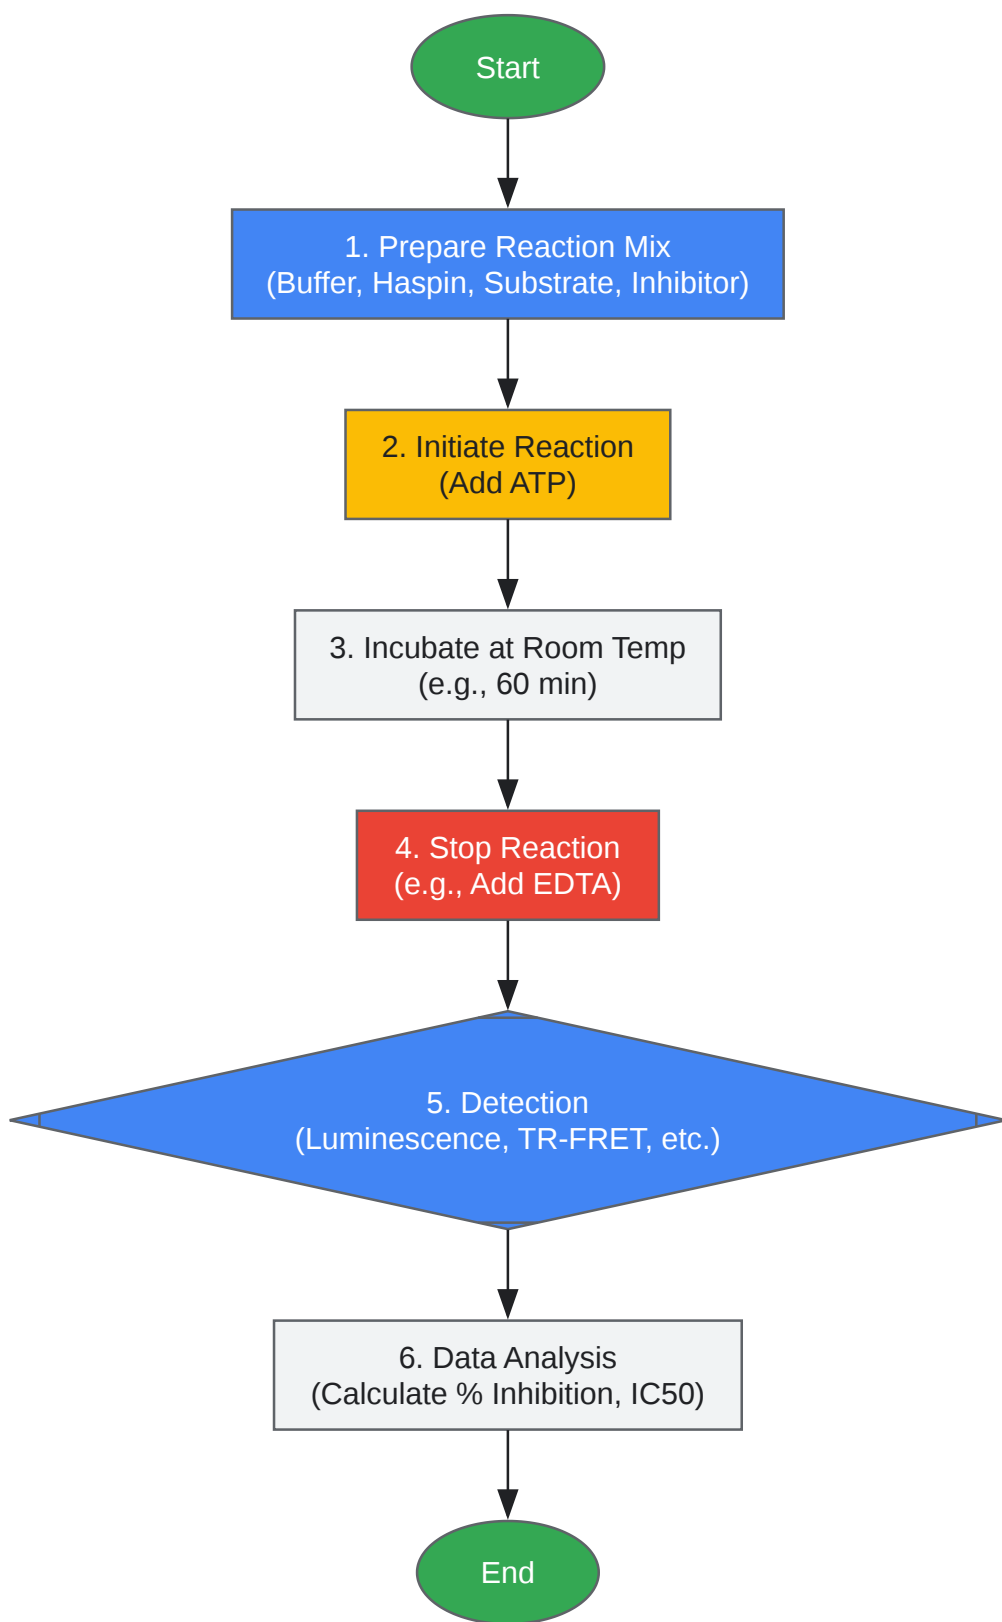 Start
1. Prepare Reaction Mix
(Buffer, Haspin, Substrate, Inhibitor)
2. Initiate Reaction
(Add ATP)
3. Incubate at Room Temp
(e.g., 60 min)
4. Stop Reaction
(e.g., Add EDTA)
5. Detection
(Luminescence, TR-FRET, etc.)
6. Data Analysis
(Calculate % Inhibition, IC50)
End